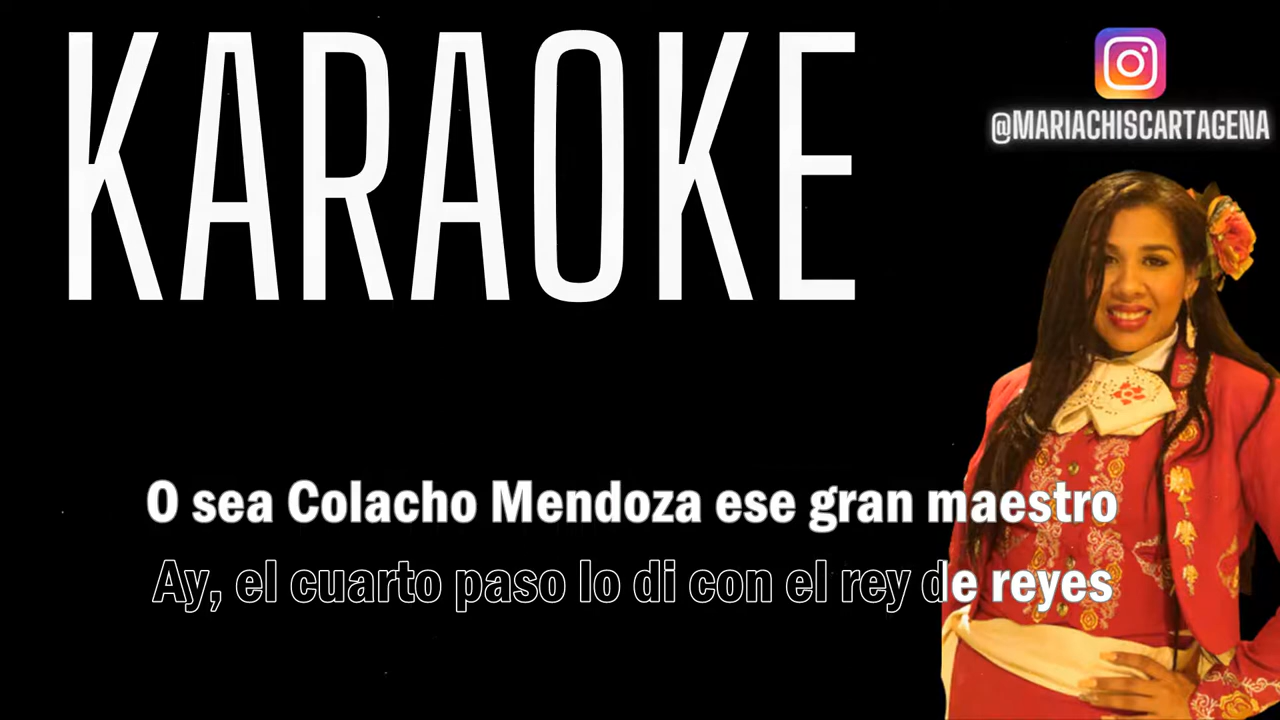 KARAOKE
@MARIACHISCARTAGENA
O sea Colacho Mendoza ese gran maestro
Ay, el cuarto paso lo di con el rey de reyes